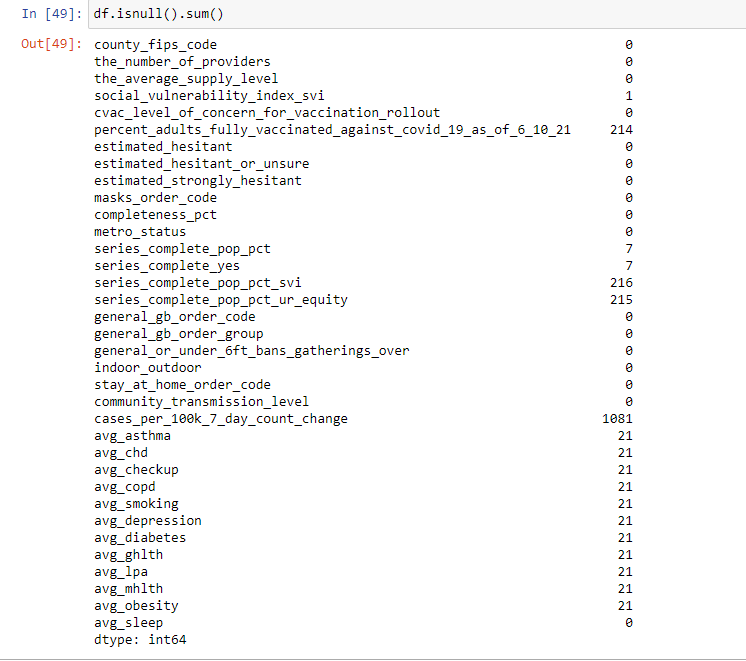 In [49]: df.isnull().sum()
Out[49]: county_fips_code 0
the_number_of_providers 0
the_average_supply_level 0
social_vulnerability_index_svi 1
cvac_level_of_concern_for_vaccination_rollout 0
percent_adults_fully_vaccinated_against_covid_19_as_of_6_10_21 214
estimated_hesitant 0
estimated_hesitant_or_unsure 0
estimated_strongly_hesitant 0
masks_order_code 0
completeness_pct 0
metro_status 0
series_complete_pop_pct 7
series_complete_yes 7
series_complete_pop_pct_svi 216
series_complete_pop_pct_ur_equity 215
general_gb_order_code 0
general_gb_order_group 0
general_or_under_6ft_bans_gatherings_over 0
indoor_outdoor 0
stay_at_home_order_code 0
community_transmission_level 0
cases_per_100k_7_day_count_change 1081
avg_asthma 21
avg_chd 21
avg_checkup 21
avg_copd 21
avg_smoking 21
avg_depression 21
avg_diabetes 21
avg_ghlth 21
avg_lpa 21
avg_mhlth 21
avg_obesity 21
avg_sleep 0
dtype: int64